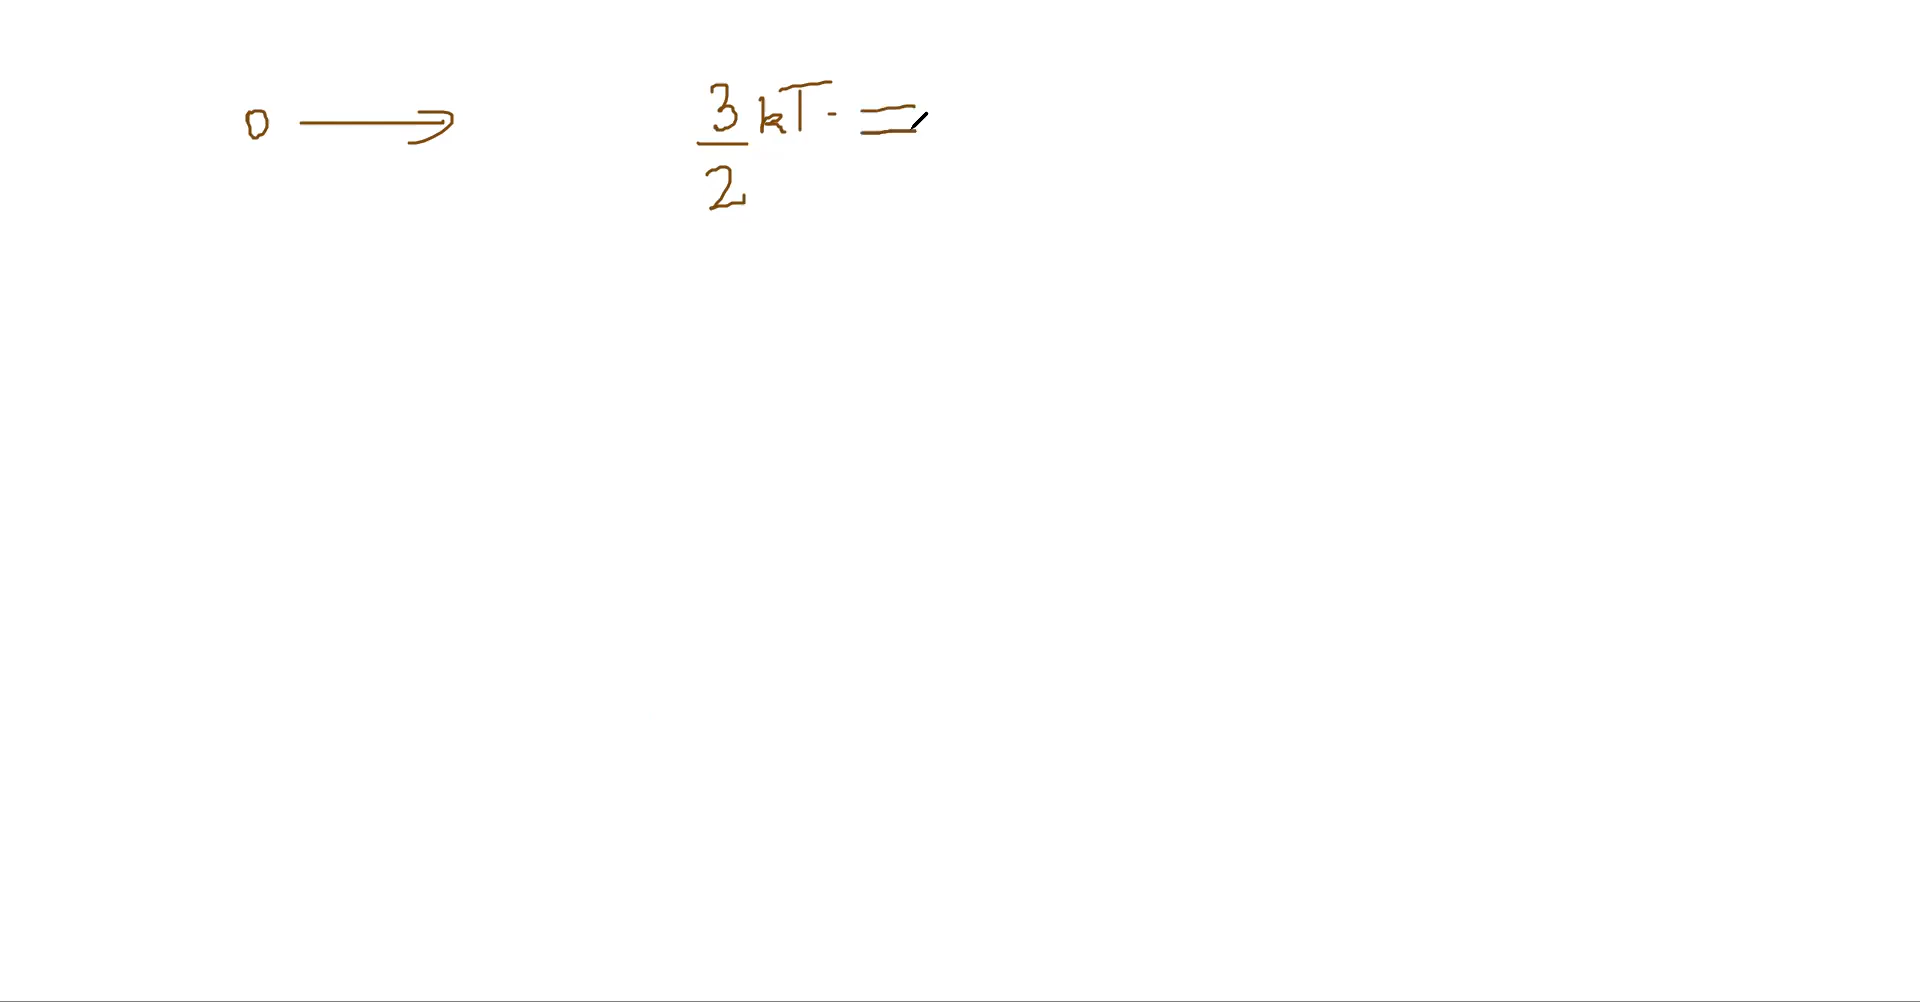 0 → 3/2 kT. =